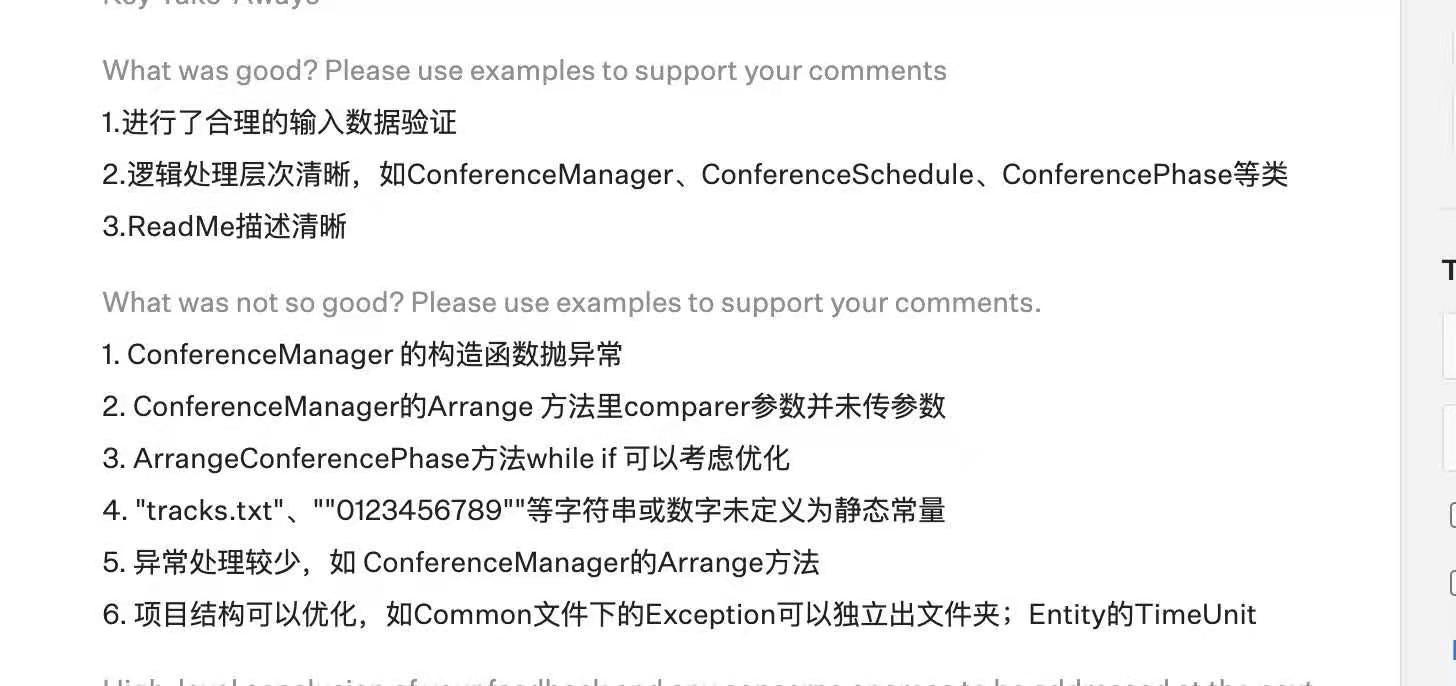 Key Take-Aways
What was good? Please use examples to support your comments
1.进行了合理的输入数据验证
2.逻辑处理层次清晰，如ConferenceManager、ConferenceSchedule、ConferencePhase等类
3.ReadMe描述清晰
What was not so good? Please use examples to support your comments.
1. ConferenceManager 的构造函数抛异常
2. ConferenceManager的Arrange 方法里comparer参数并未传参数
3. ArrangeConferencePhase方法while if 可以考虑优化
4. "tracks.txt"、""0123456789""等字符串或数字未定义为静态常量
5. 异常处理较少，如 ConferenceManager的Arrange方法
6. 项目结构可以优化，如Common文件下的Exception可以独立出文件夹；Entity的TimeUnit